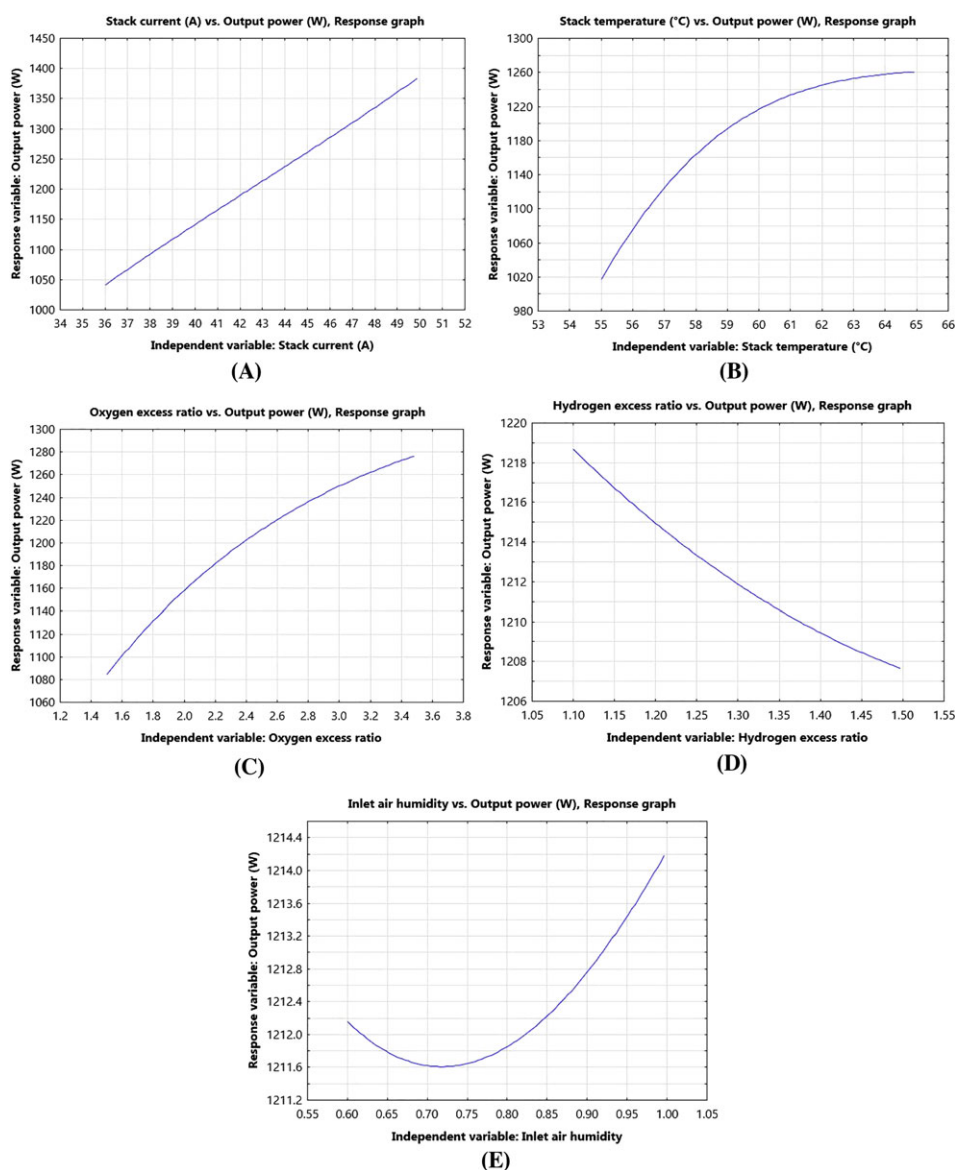 Stack current (A) vs. Output power (W), Response graph
Response variable: Output power (W)
1450
1400
1350
1300
1250
1200
1150
1100
1050
1000
34 35 36 37 38 39 40 41 42 43 44 45 46 47 48 49 50 51 52
Independent variable: Stack current (A)
(A)
Stack temperature (°C) vs. Output power (W), Response graph
Response variable: Output power (W)
1300
1260
1220
1180
1140
1100
1060
1020
980
53 54 55 56 57 58 59 60 61 62 63 64 65 66
Independent variable: Stack temperature (°C)
(B)
Oxygen excess ratio vs. Output power (W), Response graph
Response variable: Output power (W)
1300
1280
1260
1240
1220
1200
1180
1160
1140
1120
1100
1080
1060
1.2 1.4 1.6 1.8 2.0 2.2 2.4 2.6 2.8 3.0 3.2 3.4 3.6 3.8
Independent variable: Oxygen excess ratio
(C)
Hydrogen excess ratio vs. Output power (W), Response graph
Response variable: Output power (W)
1220
1218
1216
1214
1212
1210
1208
1206
1.05 1.10 1.15 1.20 1.25 1.30 1.35 1.40 1.45 1.50 1.55
Independent variable: Hydrogen excess ratio
(D)
Inlet air humidity vs. Output power (W), Response graph
Response variable: Output power (W)
1214.4
1214.0
1213.6
1213.2
1212.8
1212.4
1212.0
1211.6
1211.2
0.55 0.60 0.65 0.70 0.75 0.80 0.85 0.90 0.95 1.00 1.05
Independent variable: Inlet air humidity
(E)